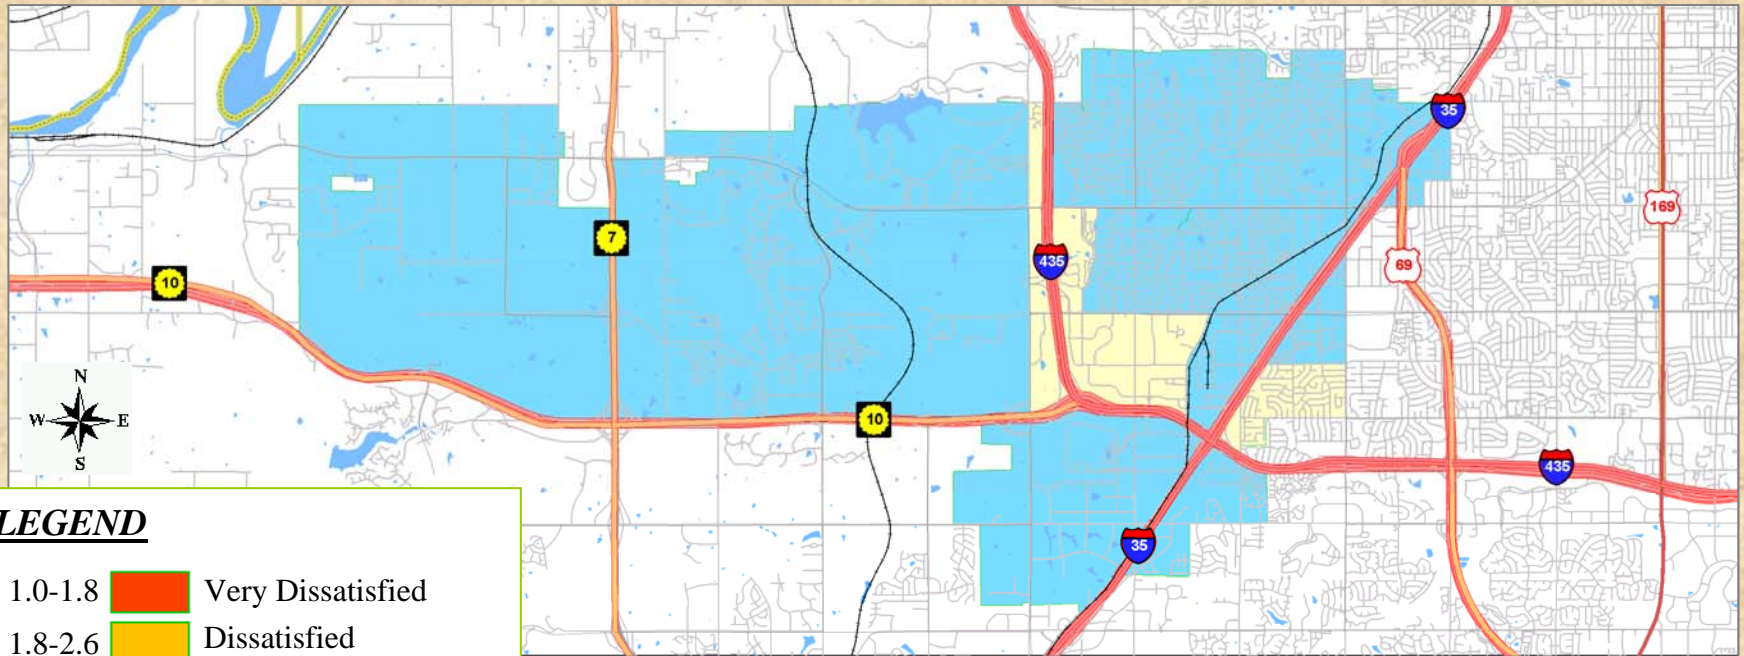 35
169
7
435
69
10
N
W E
S
10
435
35
LEGEND
1.0-1.8 Very Dissatisfied
1.8-2.6 Dissatisfied